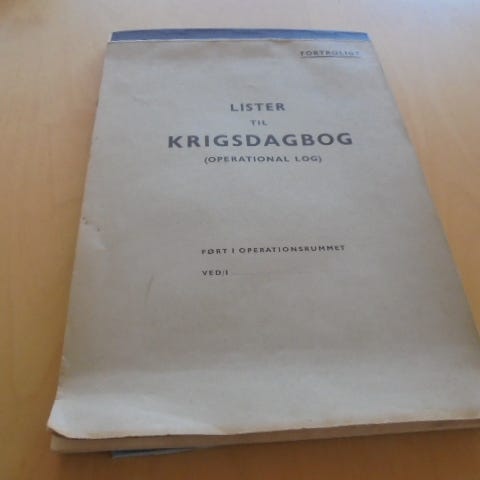 FORTROLIGT
LISTER
TIL
KRIGSDAGBOG
(OPERATIONAL LOG)
FØRT I OPERATIONSRUMMET
VED/I